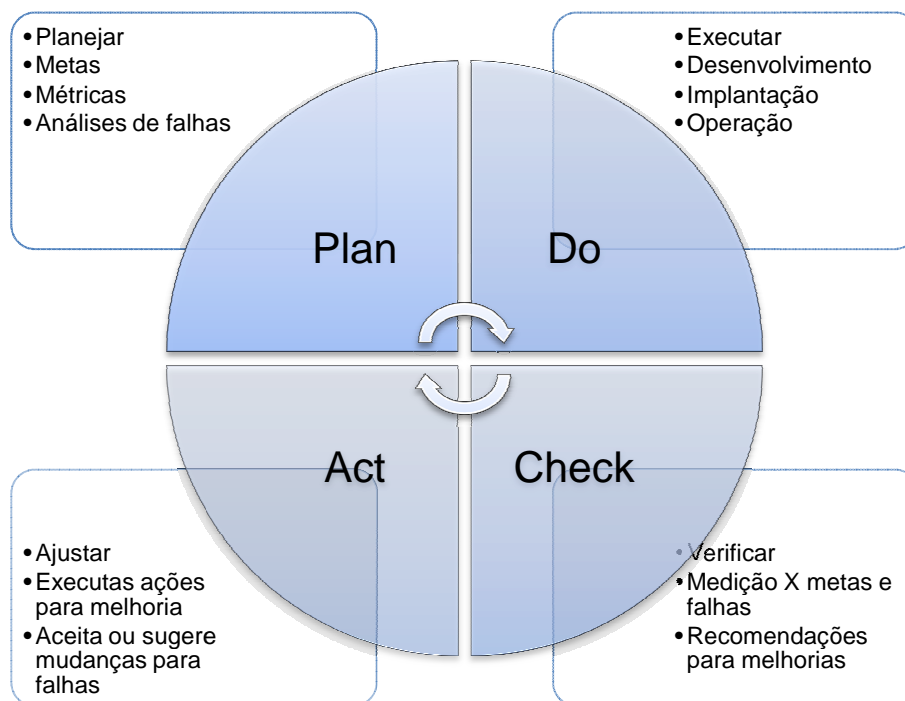 •Planejar
•Metas
•Métricas
•Análises de falhas
•Executar
•Desenvolvimento
•Implantação
•Operação
Plan
Do
Act
Check
•Ajustar
•Executas ações
para melhoria
•Aceita ou sugere
mudanças para
falhas
•Verificar
•Medição X metas e
falhas
•Recomendações
para melhorias